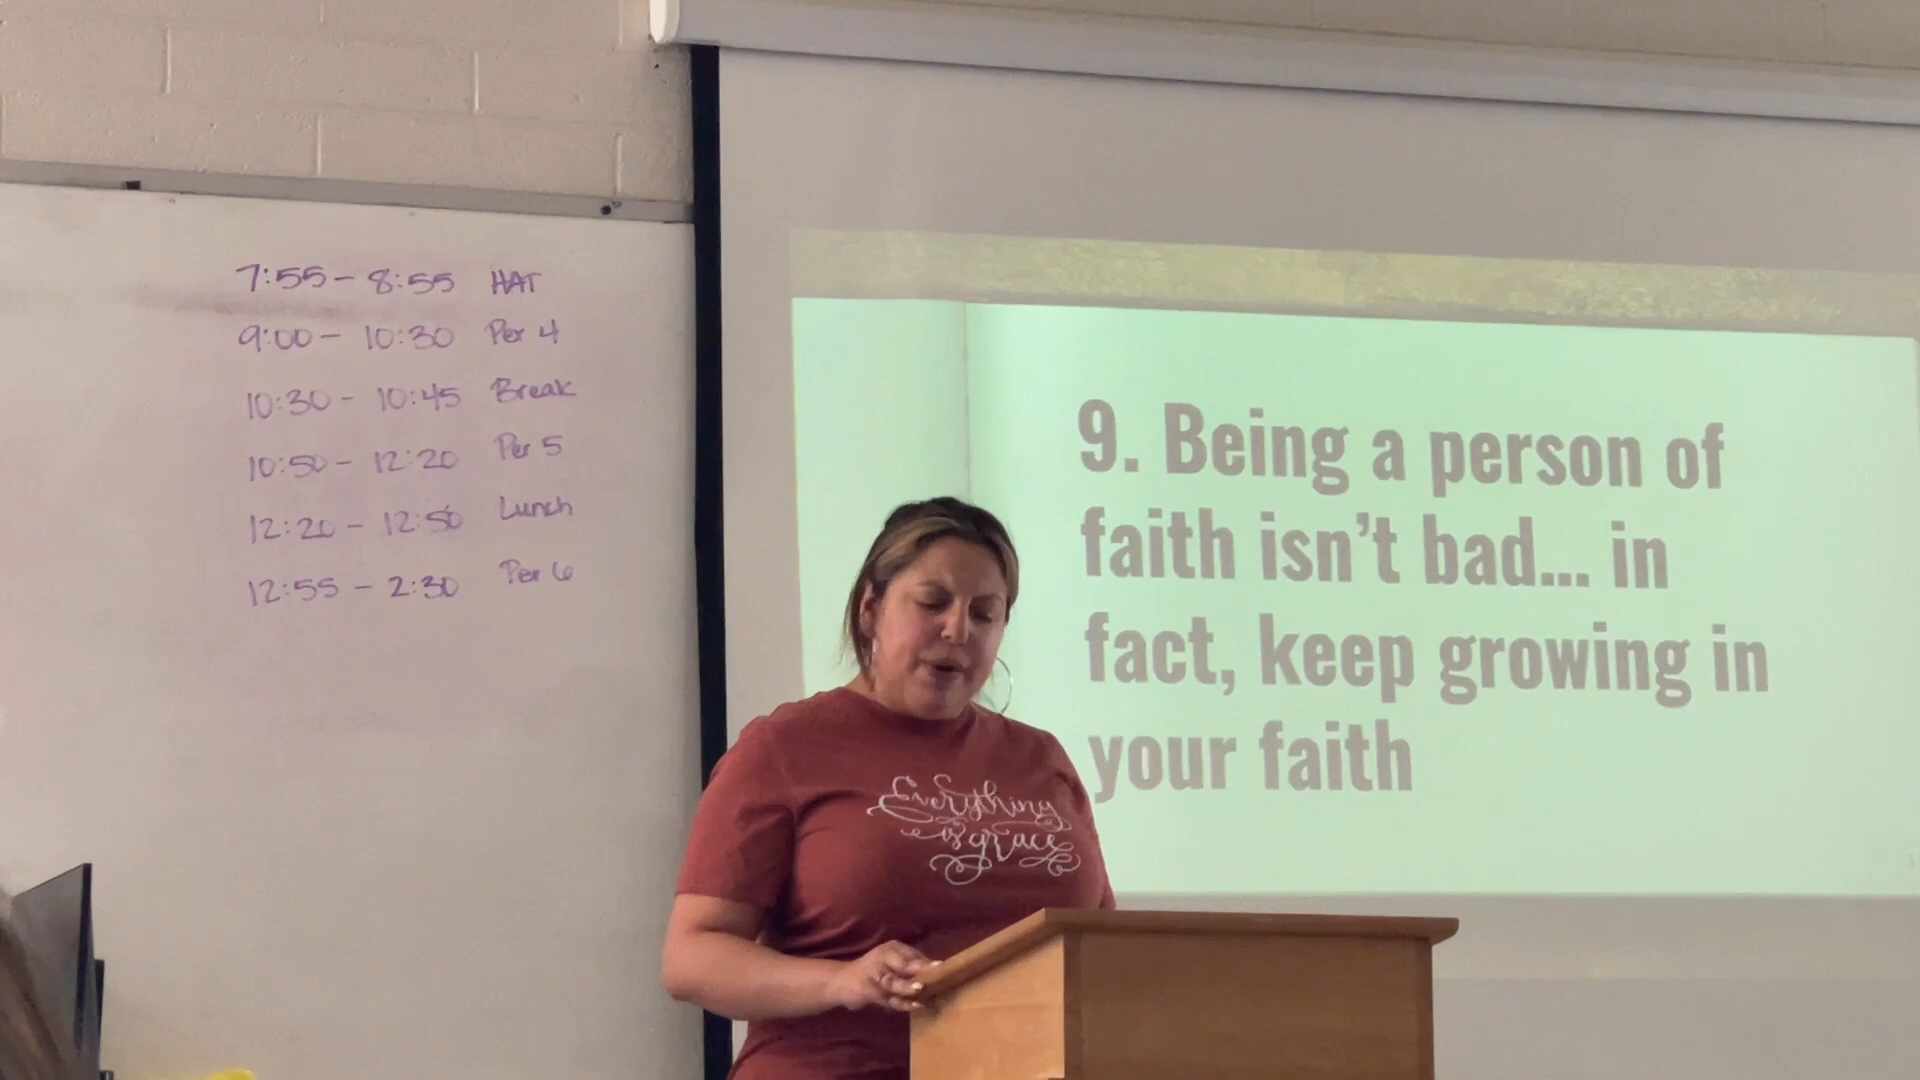 7:55 - 8:55 HAT
9:00 - 10:30 Per 4
10:30 - 10:45 Break
10:50 - 12:20 Per 5
12:20 - 12:50 Lunch
12:55 - 2:30 Per 6
9. Being a person of
faith isn't bad... in
fact, keep growing in
your faith
Everything
is grace